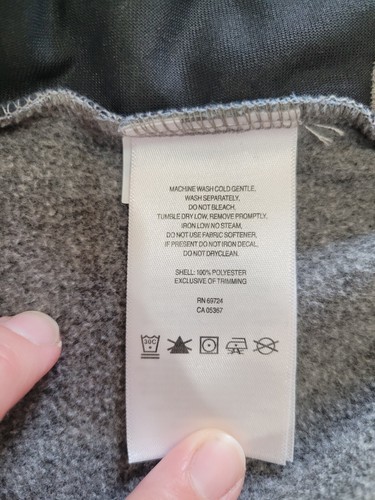 MACHINE WASH COLD GENTLE,
WASH SEPARATELY,
DO NOT BLEACH,
TUMBLE DRY LOW, REMOVE PROMPTLY,
IRON LOW NO STEAM,
DO NOT USE FABRIC SOFTENER,
IF PRESENT DO NOT IRON DECAL,
DO NOT DRYCLEAN.
SHELL: 100% POLYESTER
EXCLUSIVE OF TRIMMING
RN 69724
CA 05367
30C